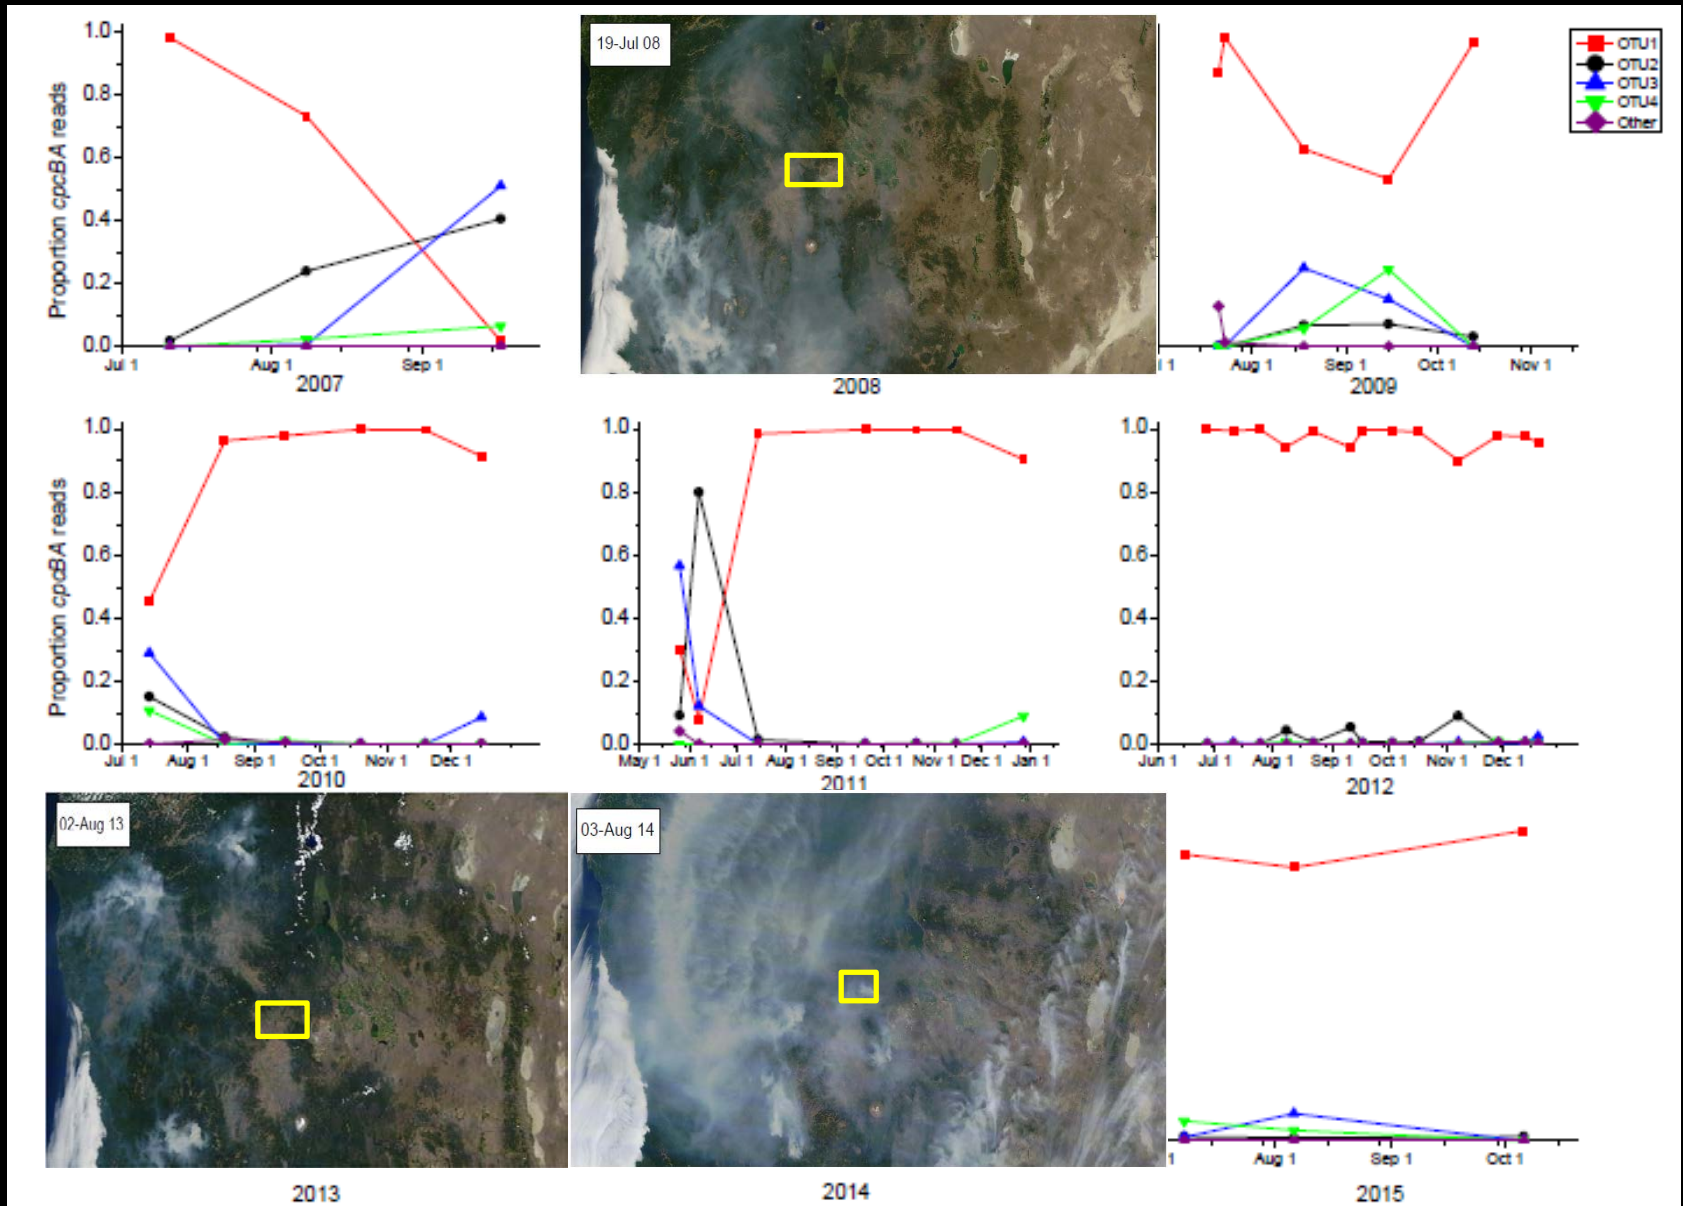 Proportion cpcBA reads
1.0
0.8
0.6
0.4
0.2
0.0
Jul 1 Aug 1 Sep 1
2007
19-Jul 08
2008
Aug 1 Sep 1 Oct 1 Nov 1
2009
OTU1
OTU2
OTU3
OTU4
Other
Proportion cpcBA reads
1.0
0.8
0.6
0.4
0.2
0.0
Jul 1 Aug 1 Sep 1 Oct 1 Nov 1 Dec 1
2010
1.0
0.8
0.6
0.4
0.2
0.0
May 1 Jun 1 Jul 1 Aug 1 Sep 1 Oct 1 Nov 1 Dec 1 Jan 1
2011
1.0
0.8
0.6
0.4
0.2
0.0
Jun 1 Jul 1 Aug 1 Sep 1 Oct 1 Nov 1 Dec 1
2012
02-Aug 13
2013
03-Aug 14
2014
1 Aug 1 Sep 1 Oct 1 1
2015